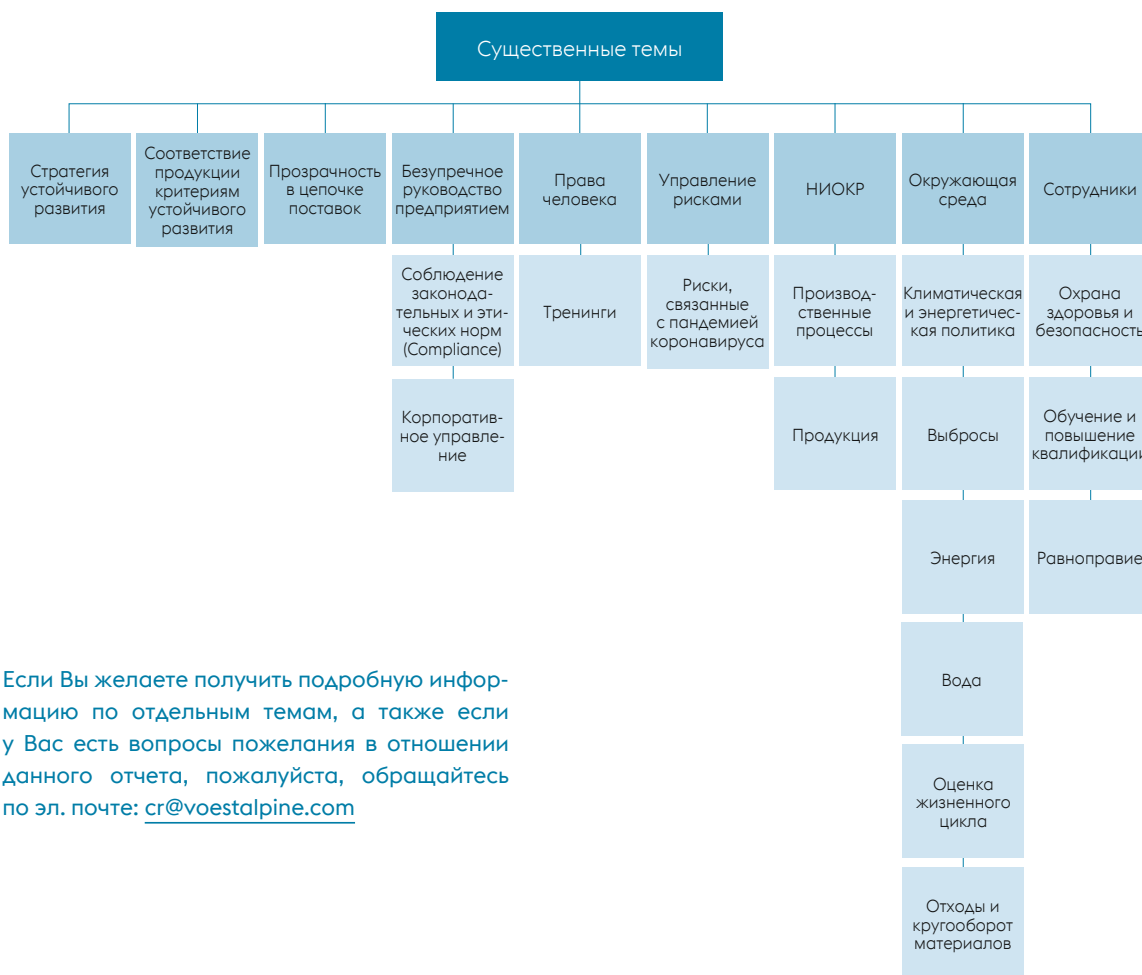 Существенные темы
Стратегия
устойчивого
развития
Соответствие
продукции
критериям
устойчивого
развития
Прозрачность
в цепочке
поставок
Безупречное
руководство
предприятием
Права
человека
Управление
рисками
НИОКР
Окружающая
среда
Сотрудники
Соблюдение
законода-
тельных и эти-
ческих норм
(Compliance)
Тренинги
Риски,
связанные
с пандемией
коронавируса
Производ-
ственные
процессы
Климатическая
и энергетичес-
кая политика
Охрана
здоровья и
безопасность
Корпоратив-
ное управле-
ние
Продукция
Выбросы
Обучение и
повышение
квалификации
Энергия
Равноправие
Вода
Оценка
жизненного
цикла
Отходы и
кругооборот
материалов
Если Вы желаете получить подробную инфор-
мацию по отдельным темам, а также если
у Вас есть вопросы пожелания в отношении
данного отчета, пожалуйста, обращайтесь
по эл. почте: cr@voestalpine.com